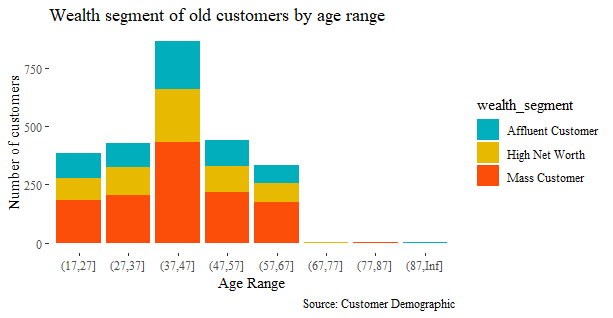 Wealth segment of old customers by age range
Number of customers
750
500
250
0
(17,27] (27,37] (37,47] (47,57] (57,67] (67,77] (77,87] (87,Inf]
Age Range
wealth_segment
Affluent Customer
High Net Worth
Mass Customer
Source: Customer Demographic